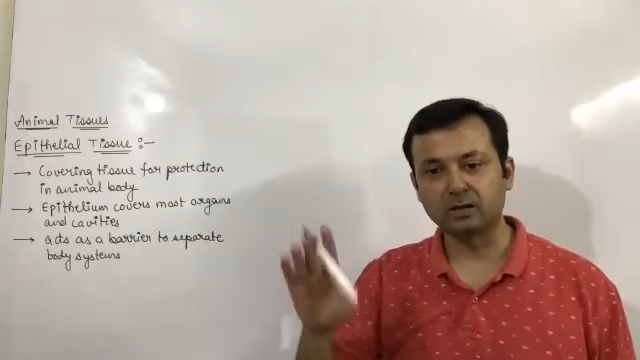 Animal Tissues
Epithelial Tissue :-
→ Covering tissue for protection
in animal body
→ Epithelium covers most organs
and cavities
→ acts as a barrier to separate
body systems